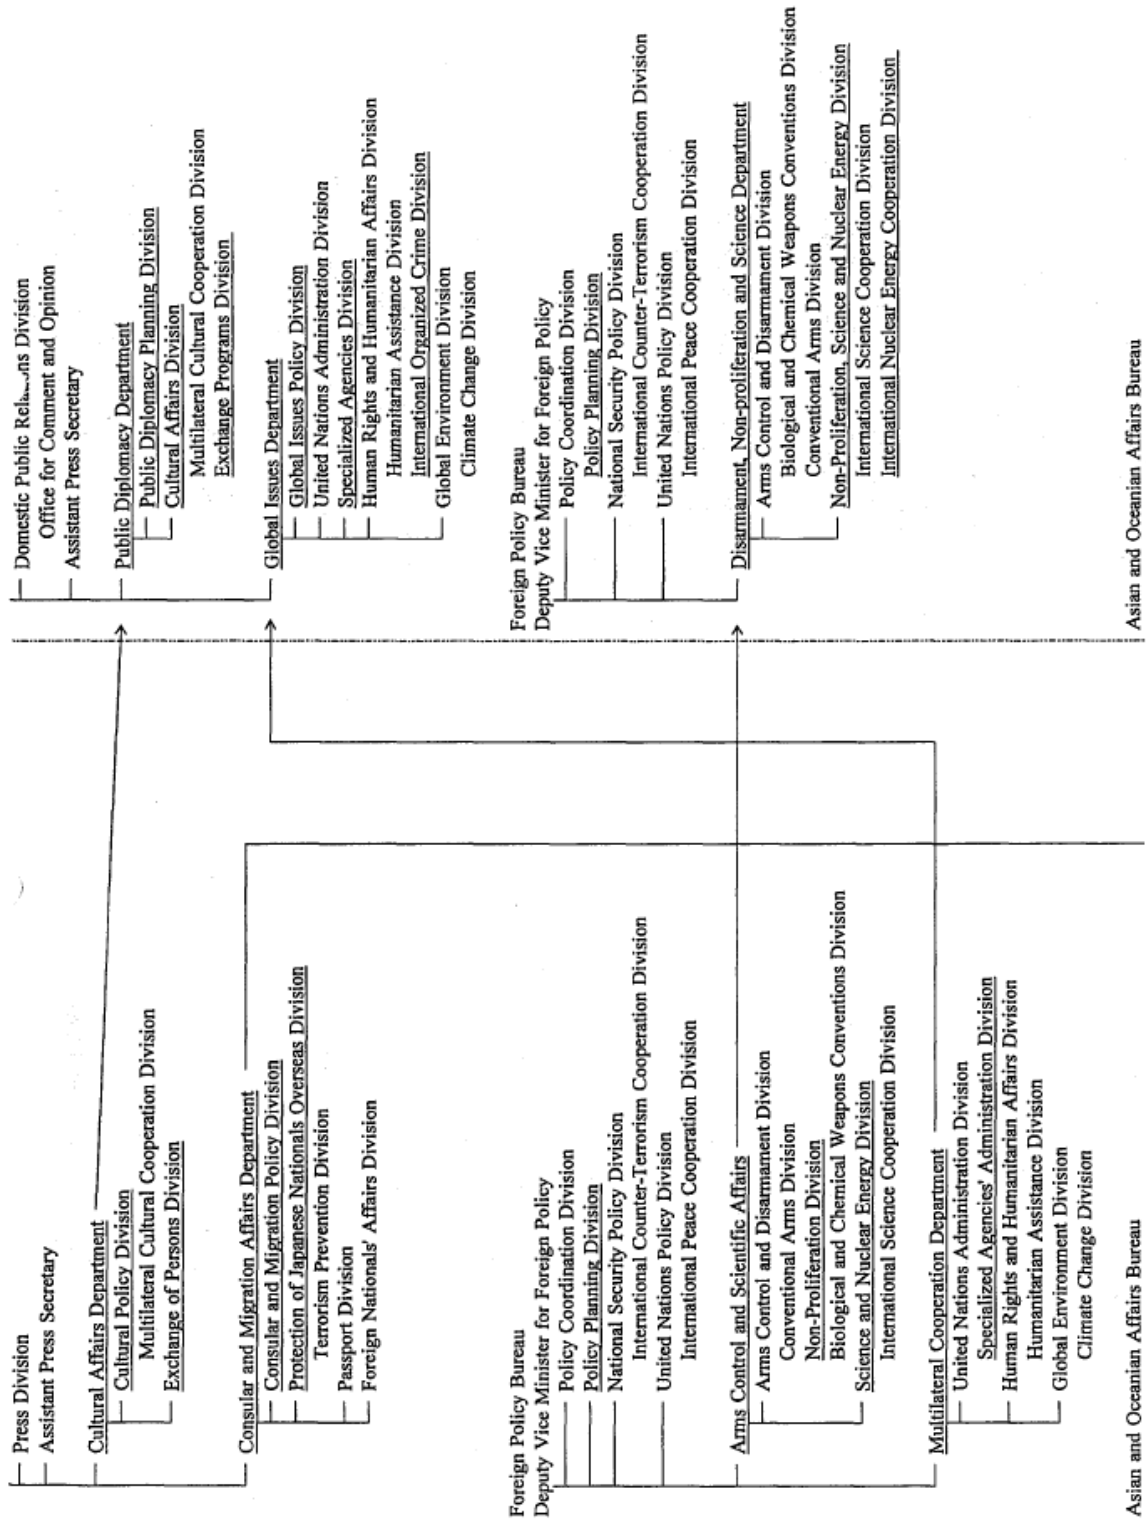 Press Division
Assistant Press Secretary
Cultural Affairs Department
Cultural Policy Division
Multilateral Cultural Cooperation Division
Exchange of Persons Division
Consular and Migration Affairs Department
Consular and Migration Policy Division
Protection of Japanese Nationals Overseas Division
Terrorism Prevention Division
Passport Division
Foreign Nationals' Affairs Division
Foreign Policy Bureau
Deputy Vice Minister for Foreign Policy
Policy Coordination Division
Policy Planning Division
National Security Policy Division
International Counter-Terrorism Cooperation Division
United Nations Policy Division
International Peace Cooperation Division
Arms Control and Scientific Affairs
Arms Control and Disarmament Division
Conventional Arms Division
Non-Proliferation Division
Biological and Chemical Weapons Conventions Division
Science and Nuclear Energy Division
International Science Cooperation Division
Multilateral Cooperation Department
United Nations Administration Division
Specialized Agencies' Administration Division
Human Rights and Humanitarian Affairs Division
Humanitarian Assistance Division
Global Environment Division
Climate Change Division
Asian and Oceanian Affairs Bureau
Domestic Public Relations Division
Office for Comment and Opinion
Assistant Press Secretary
Public Diplomacy Department
Public Diplomacy Planning Division
Cultural Affairs Division
Multilateral Cultural Cooperation Division
Exchange Programs Division
Global Issues Department
Global Issues Policy Division
United Nations Administration Division
Specialized Agencies Division
Human Rights and Humanitarian Affairs Division
Humanitarian Assistance Division
International Organized Crime Division
Global Environment Division
Climate Change Division
Foreign Policy Bureau
Deputy Vice Minister for Foreign Policy
Policy Coordination Division
Policy Planning Division
National Security Policy Division
International Counter-Terrorism Cooperation Division
United Nations Policy Division
International Peace Cooperation Division
Disarmament, Non-proliferation and Science Department
Arms Control and Disarmament Division
Biological and Chemical Weapons Conventions Division
Conventional Arms Division
Non-Proliferation, Science and Nuclear Energy Division
International Science Cooperation Division
International Nuclear Energy Cooperation Division
Asian and Oceanian Affairs Bureau